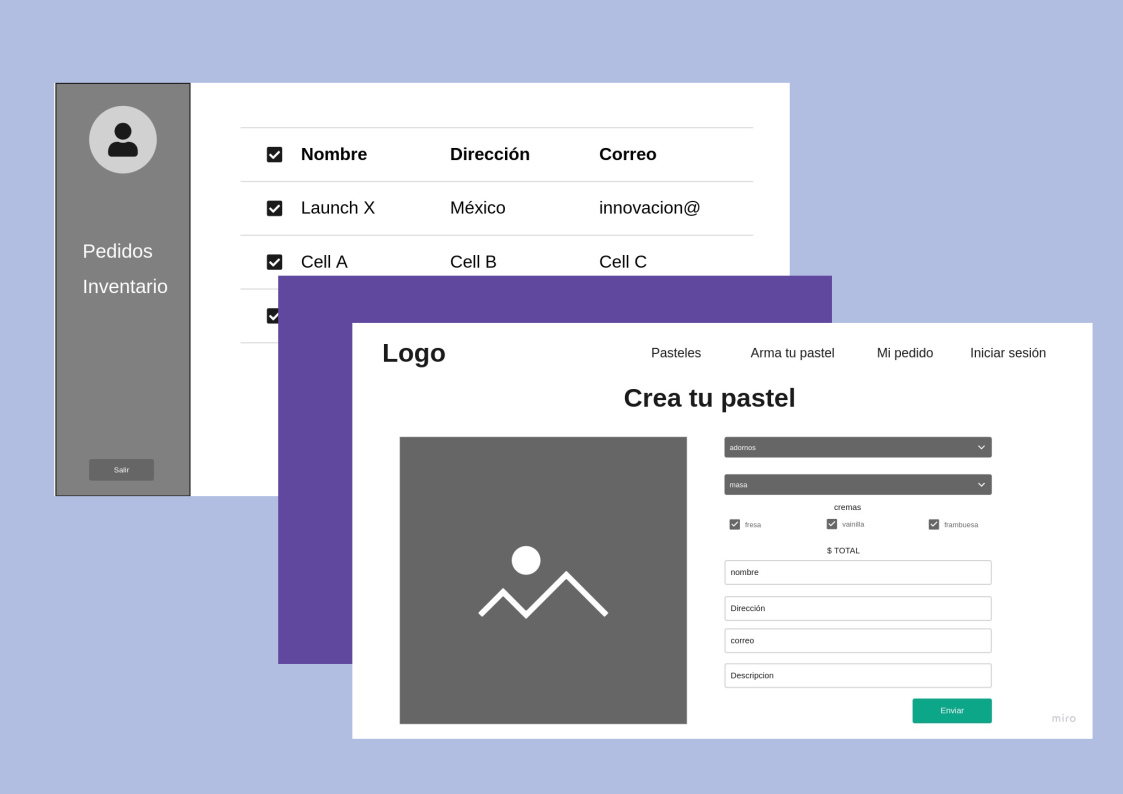 Pedidos
Inventario
Salir
Nombre Dirección Correo
Launch X México innovacion@
Cell A Cell B Cell C
Logo Pasteles Arma tu pastel Mi pedido Iniciar sesión
Crea tu pastel
adornos
masa
cremas
fresa vainilla frambuesa
$ TOTAL
nombre
Dirección
correo
Descripcion
Enviar
miro